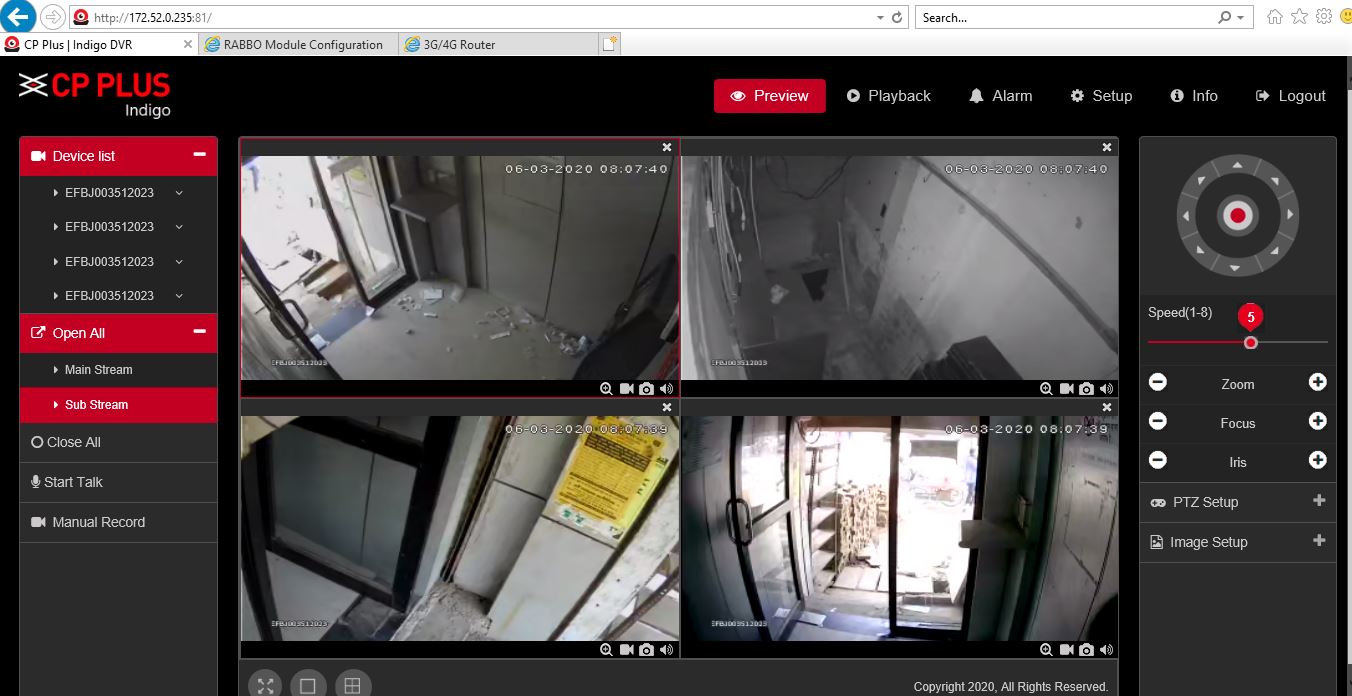 http://172.52.0.235:81/
Search...
CP Plus | Indigo DVR
RABBO Module Configuration
3G/4G Router
CP PLUS
Indigo
Preview
Playback
Alarm
Setup
Info
Logout
Device list
EFBJ003512023
EFBJ003512023
EFBJ003512023
EFBJ003512023
Open All
Main Stream
Sub Stream
Close All
Start Talk
Manual Record
06-03-2020 08:07:40
EFBJ003512023
06-03-2020 08:07:40
EFBJ003512023
06-03-2020 08:07:39
EFBJ003512023
06-03-2020 08:07:39
EFBJ003512023
Speed(1-8)
5
Zoom
Focus
Iris
PTZ Setup
Image Setup
Copyright 2020, All Rights Reserved.